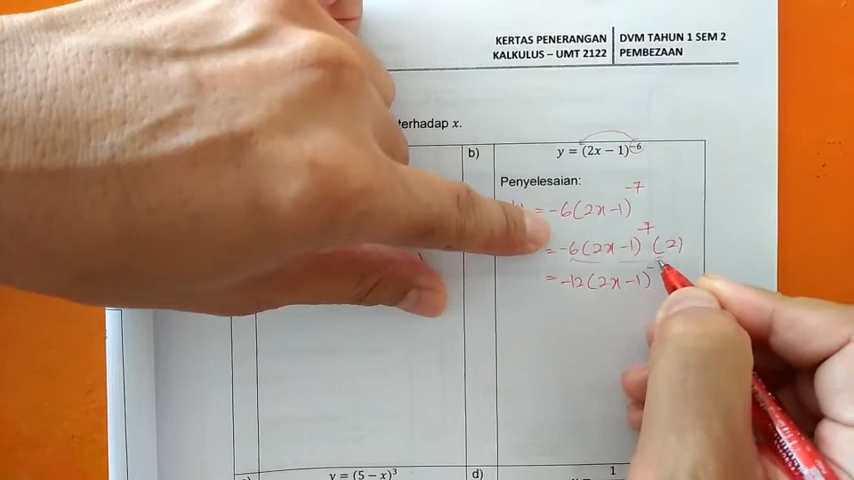 KERTAS PENERANGAN | DVM TAHUN 1 SEM 2
KALKULUS – UMT 2122 | PEMBEZAAN
terhadap x.
b) y = (2x − 1)⁻⁶
Penyelesaian:
= -6(2x-1)⁻⁷
= -6(2x-1)⁻⁷(2)
= -12(2x-1)⁻
y = (5 − x)³
d)
1